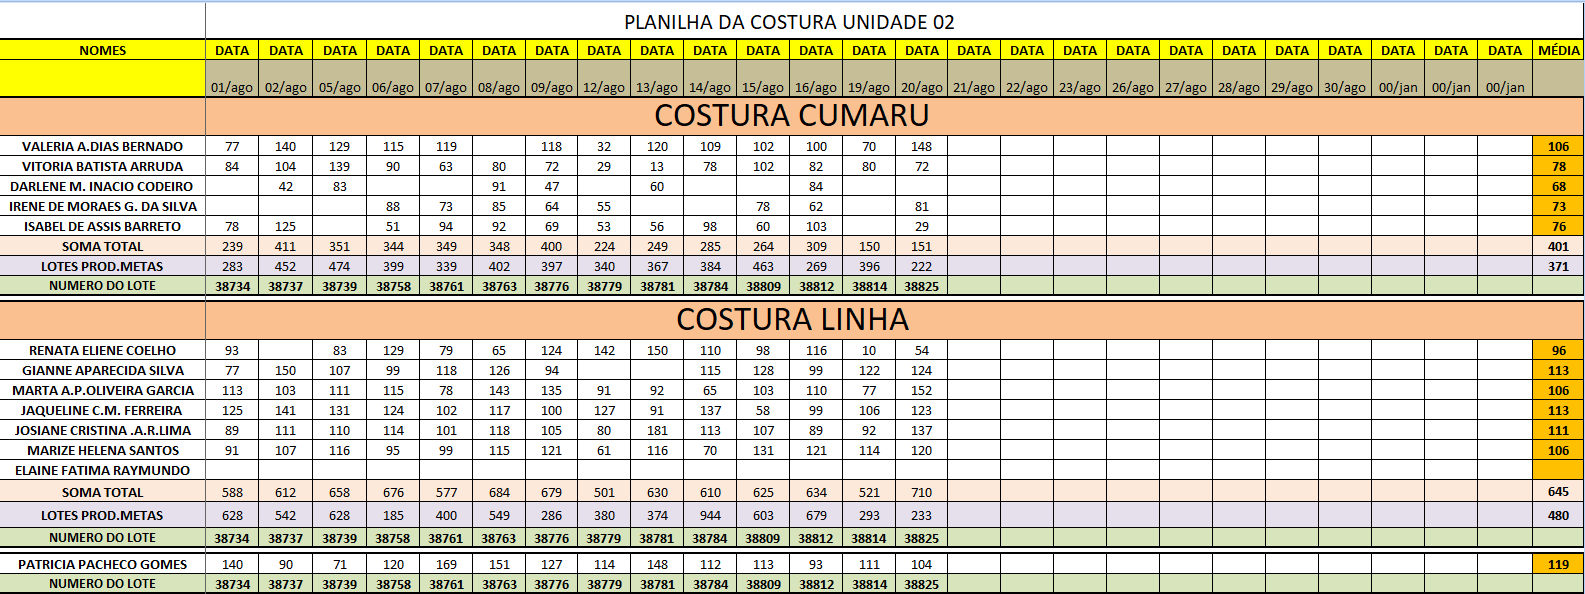 PLANILHA DA COSTURA UNIDADE 02
NOMES DATA DATA DATA DATA DATA DATA DATA DATA DATA DATA DATA DATA DATA DATA DATA DATA DATA DATA DATA DATA DATA DATA DATA DATA DATA MÉDIA
01/ago 02/ago 05/ago 06/ago 07/ago 08/ago 09/ago 12/ago 13/ago 14/ago 15/ago 16/ago 19/ago 20/ago 21/ago 22/ago 23/ago 26/ago 27/ago 28/ago 29/ago 30/ago 00/jan 00/jan 00/jan
COSTURA CUMARU
VALERIA A.DIAS BERNADO 77 140 129 115 119 118 32 120 109 102 100 70 148 106
VITORIA BATISTA ARRUDA 84 104 139 90 63 80 72 29 13 78 102 82 80 72 78
DARLENE M. INACIO CODEIRO 42 83 91 47 60 84 68
IRENE DE MORAES G. DA SILVA 88 73 85 64 55 78 62 81 73
ISABEL DE ASSIS BARRETO 78 125 51 94 92 69 53 56 98 60 103 29 76
SOMA TOTAL 239 411 351 344 349 348 400 224 249 285 264 309 150 151 401
LOTES PROD.METAS 283 452 474 399 339 402 397 340 367 384 463 269 396 222 371
NUMERO DO LOTE 38734 38737 38739 38758 38761 38763 38776 38779 38781 38784 38809 38812 38814 38825
COSTURA LINHA
RENATA ELIENE COELHO 93 83 129 79 65 124 142 150 110 98 116 10 54 96
GIANNE APARECIDA SILVA 77 150 107 99 118 126 94 115 128 99 122 124 113
MARTA A.P.OLIVEIRA GARCIA 113 103 111 115 78 143 135 91 92 65 103 110 77 152 106
JAQUELINE C.M. FERREIRA 125 141 131 124 102 117 100 127 91 137 58 99 106 123 113
JOSIANE CRISTINA .A.R.LIMA 89 111 110 114 101 118 105 80 181 113 107 89 92 137 111
MARIZE HELENA SANTOS 91 107 116 95 99 115 121 61 116 70 131 121 114 120 106
ELAINE FATIMA RAYMUNDO
SOMA TOTAL 588 612 658 676 577 684 679 501 630 610 625 634 521 710 645
LOTES PROD.METAS 628 542 628 185 400 549 286 380 374 944 603 679 293 233 480
NUMERO DO LOTE 38734 38737 38739 38758 38761 38763 38776 38779 38781 38784 38809 38812 38814 38825
PATRICIA PACHECO GOMES 140 90 71 120 169 151 127 114 148 112 113 93 111 104 119
NUMERO DO LOTE 38734 38737 38739 38758 38761 38763 38776 38779 38781 38784 38809 38812 38814 38825